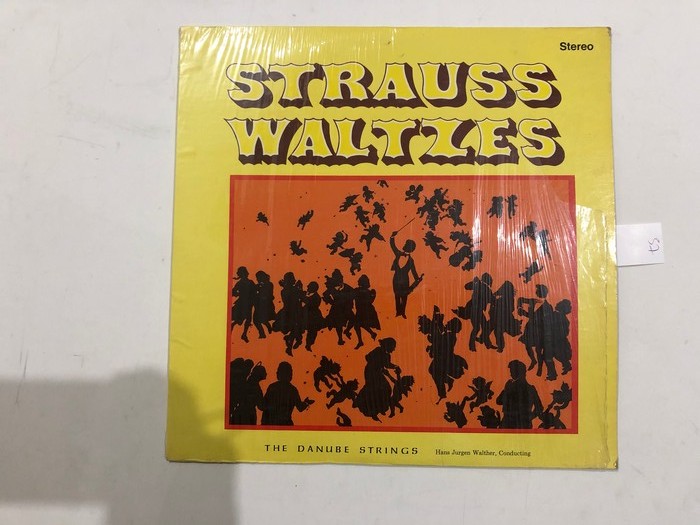 Stereo
STRAUSS
WALTZES
THE DANUBE STRINGS Hans Jurgen Walther, Conducting